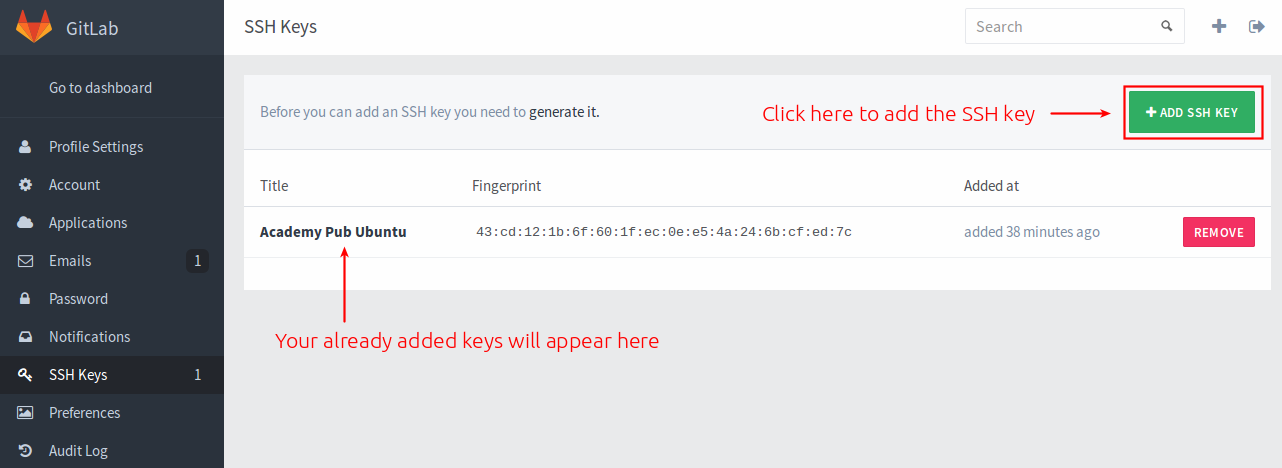 GitLab
SSH Keys
Search
Go to dashboard
Before you can add an SSH key you need to generate it.
Click here to add the SSH key
ADD SSH KEY
Profile Settings
Account
Applications
Emails 1
Password
Notifications
SSH Keys 1
Preferences
Audit Log
Title Fingerprint Added at
Academy Pub Ubuntu 43:cd:12:1b:6f:60:1f:ec:0e:e5:4a:24:6b:cf:ed:7c added 38 minutes ago REMOVE
Your already added keys will appear here